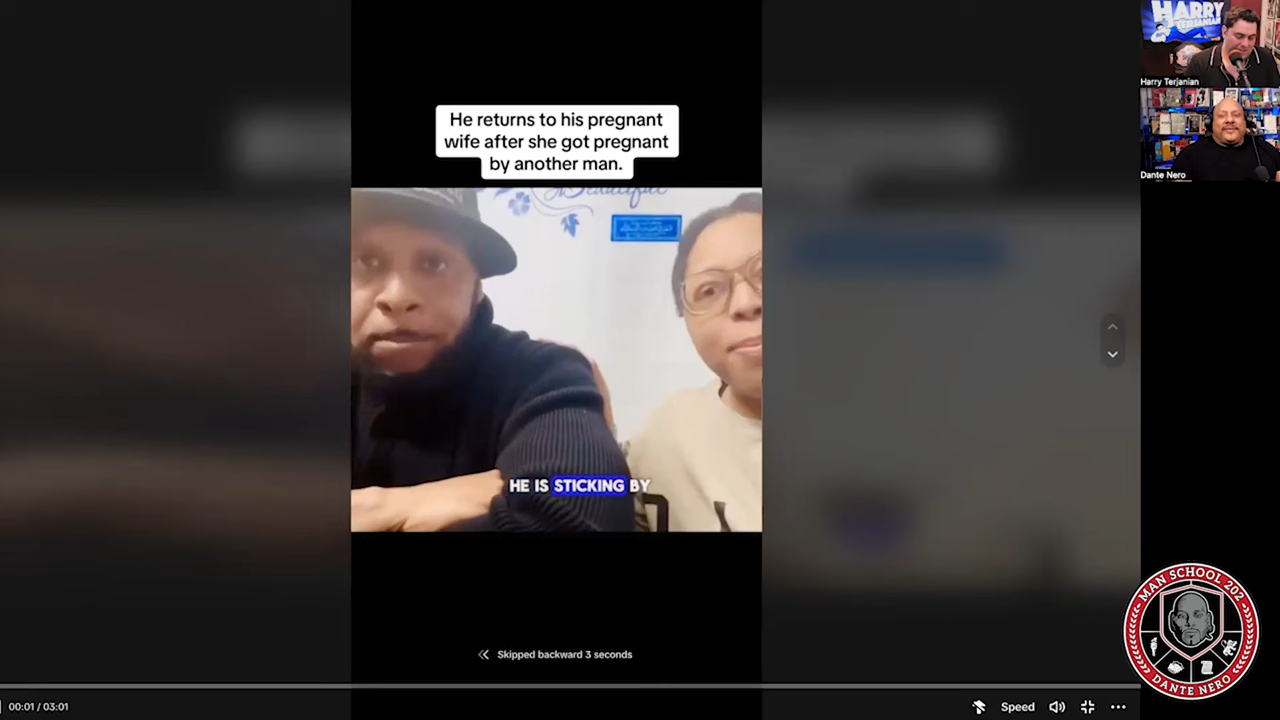 He returns to his pregnant
wife after she got pregnant
by another man.
Beautiful
HE IS STICKING BY
Skipped backward 3 seconds
00:01 / 03:01
Speed
HARRY
TERJANIAN
Harry Terjanian
Dante Nero
MAN SCHOOL 202
DANTE NERO